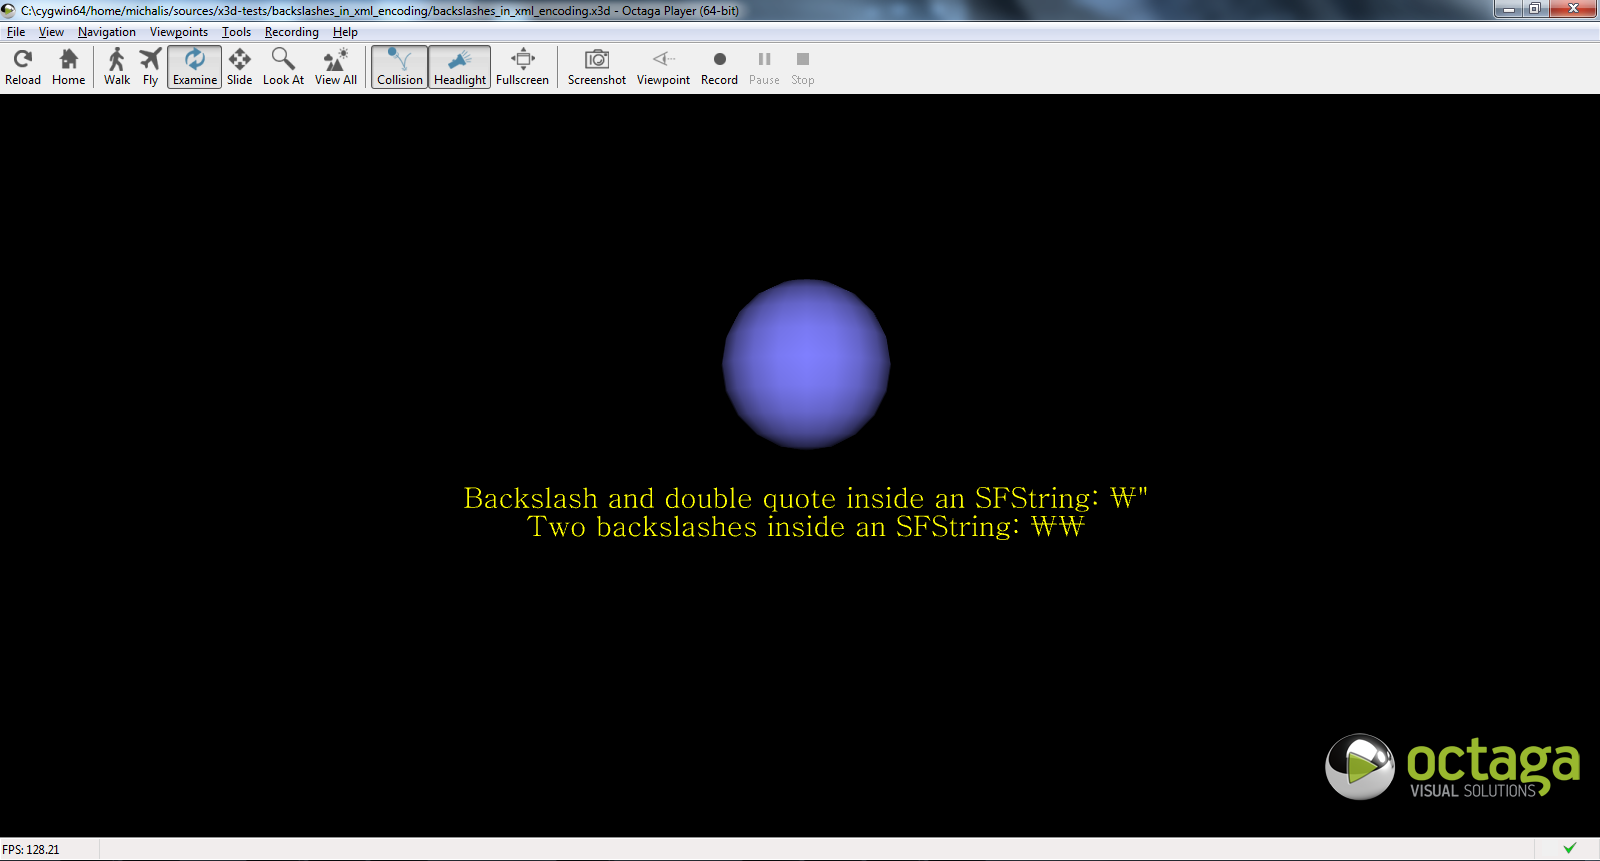 C:\cygwin64/home/michalis/sources/x3d-tests/backslashes_in_xml_encoding/backslashes_in_xml_encoding.x3d - Octaga Player (64-bit)
File View Navigation Viewpoints Tools Recording Help
Reload Home Walk Fly Examine Slide Look At View All Collision Headlight Fullscreen Screenshot Viewpoint Record Pause Stop
Backslash and double quote inside an SFString: ₩"
Two backslashes inside an SFString: ₩₩
octaga
VISUAL SOLUTIONS
FPS: 128.21